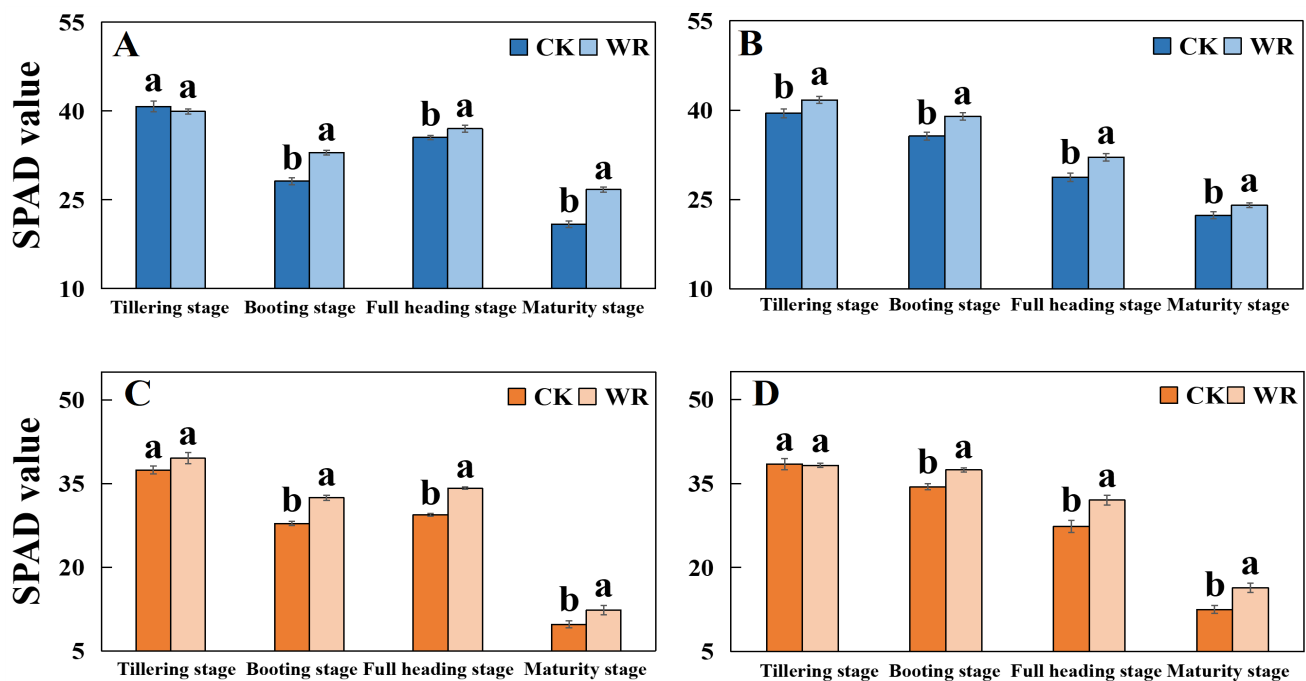 SPAD value
55
40
25
10
A
CK WR
a a
b a
b a
b a
Tillering stage Booting stage Full heading stage Maturity stage
55
40
25
10
B
CK WR
b a
b a
b a
b a
Tillering stage Booting stage Full heading stage Maturity stage
SPAD value
50
35
20
5
C
CK WR
a a
b a
b a
b a
Tillering stage Booting stage Full heading stage Maturity stage
50
35
20
5
D
CK WR
a a
b a
b a
b a
Tillering stage Booting stage Full heading stage Maturity stage